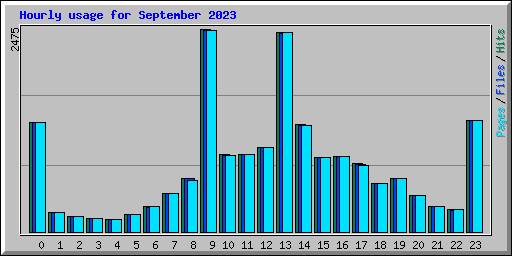 Hourly usage for September 2023
2475
0 1 2 3 4 5 6 7 8 9 10 11 12 13 14 15 16 17 18 19 20 21 22 23
Pages/Files/Hits